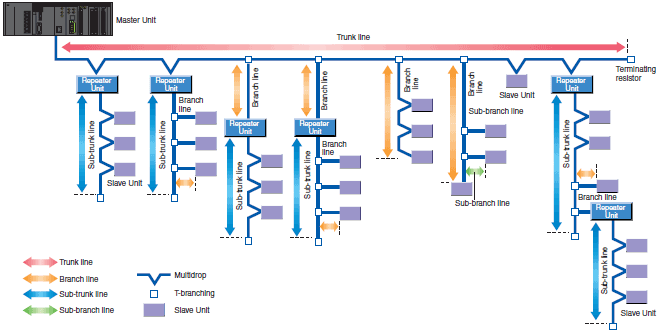 Master Unit
Trunk line
Terminating
resistor
Repeater
Unit
Sub-trunk line
Slave Unit
Repeater
Unit
Branch
line
Sub-trunk line
Branch line
Repeater
Unit
Sub-trunk line
Branch line
Repeater
Unit
Branch
line
Sub-trunk line
Branch
line
Branch
line
Sub-branch line
Sub-branch line
Slave Unit
Repeater
Unit
Sub-trunk line
Branch line
Repeater
Unit
Sub-trunk line
Slave Unit
Trunk line
Branch line
Sub-trunk line
Sub-branch line
Multidrop
T-branching
Slave Unit